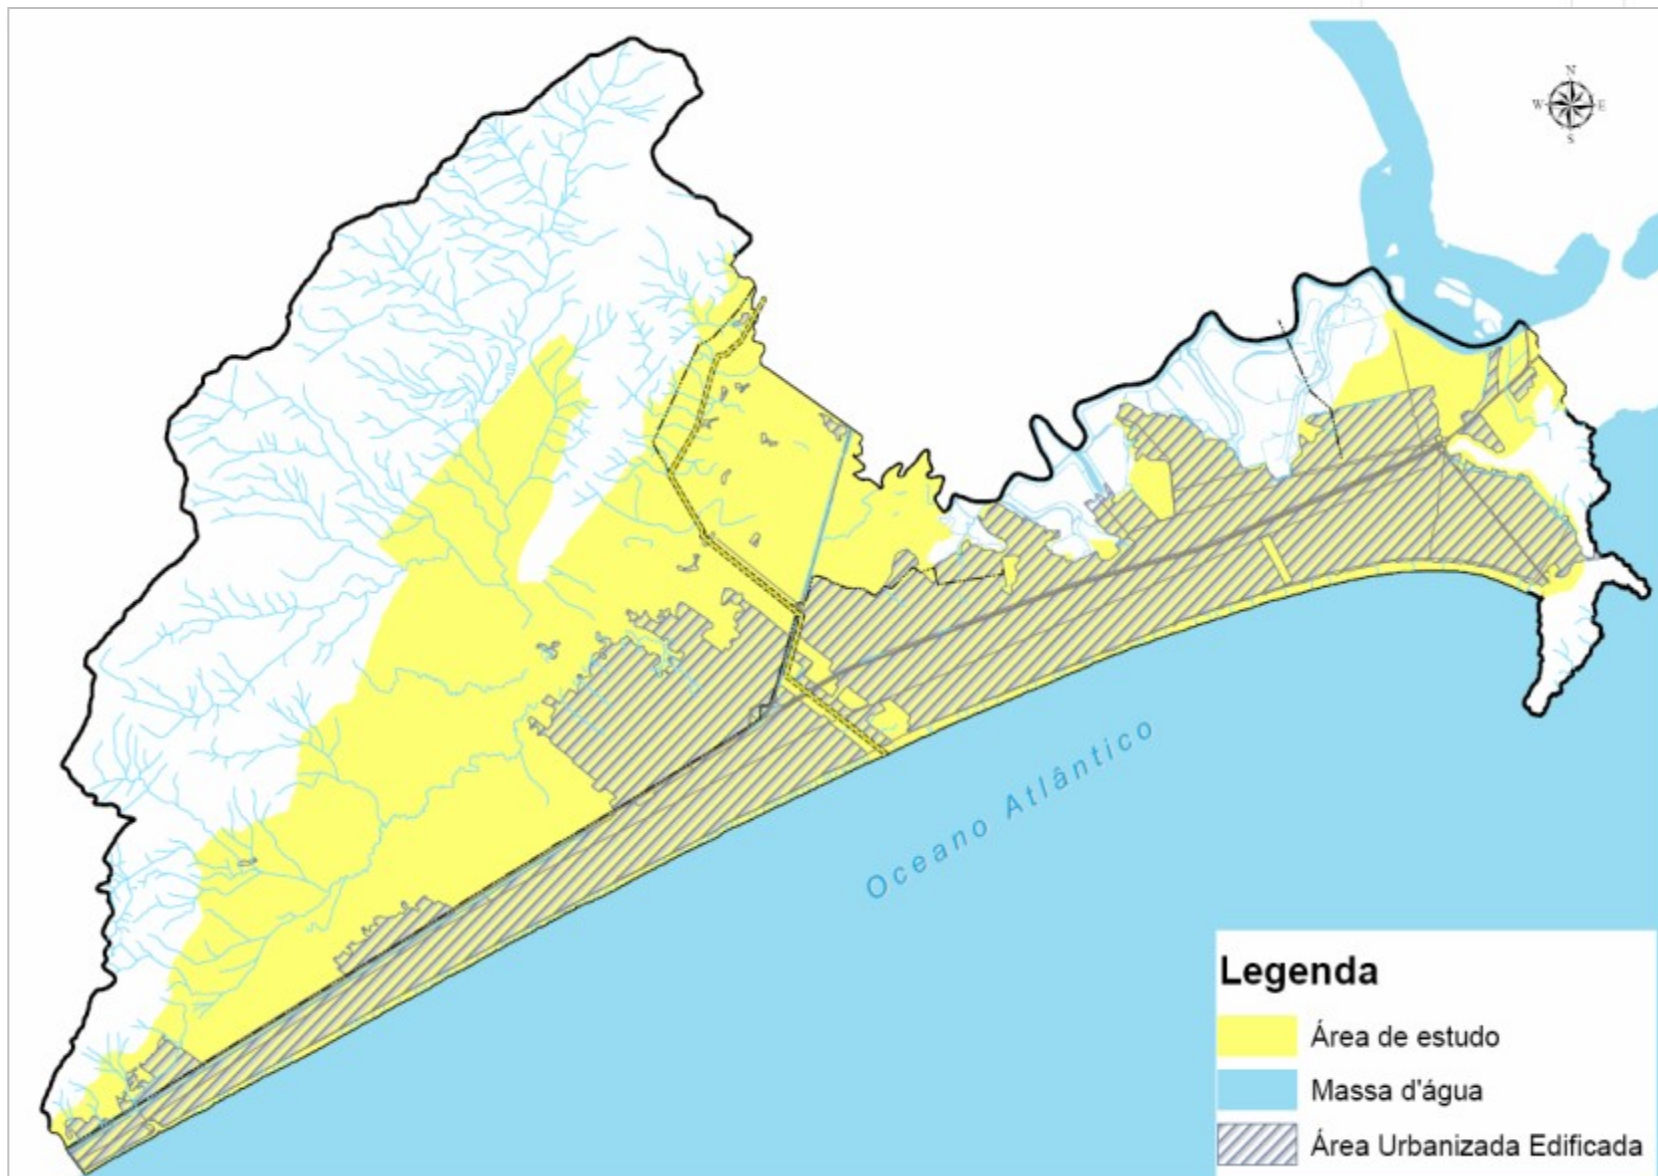 N
W E
S
Oceano Atlântico
Legenda
Área de estudo
Massa d'água
Área Urbanizada Edificada